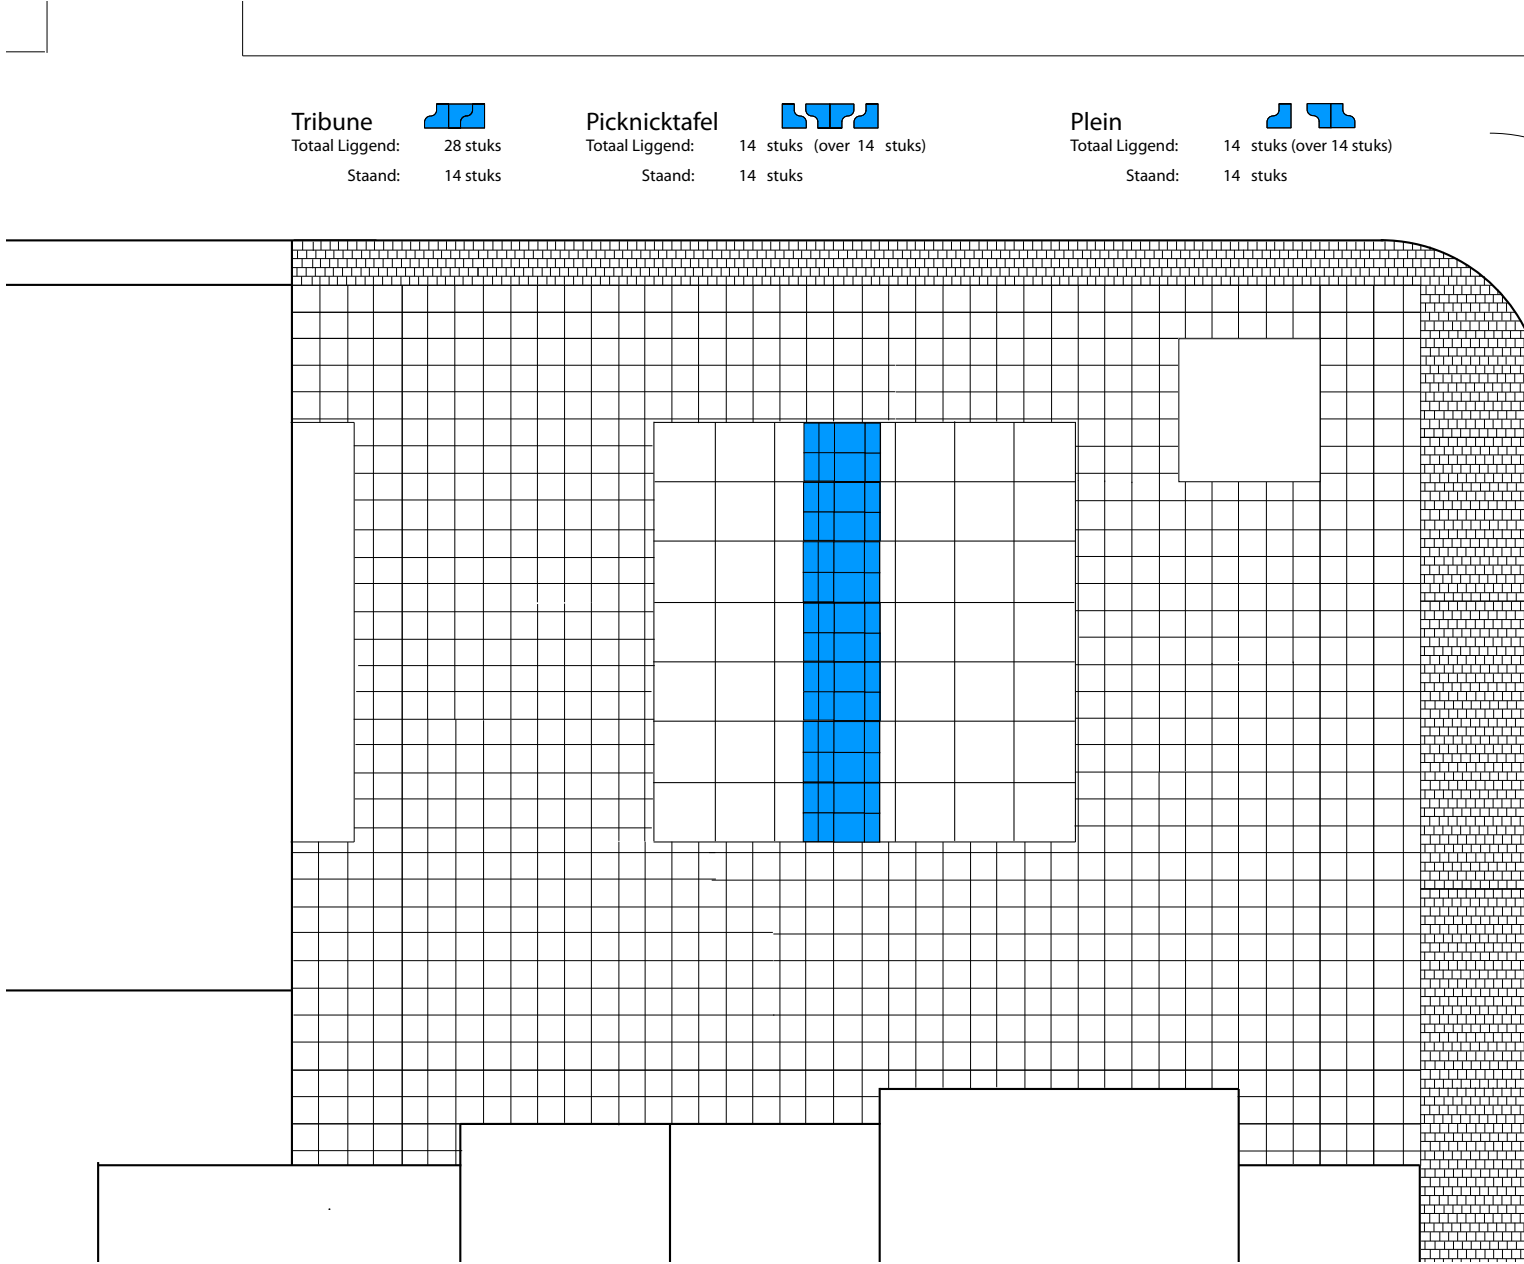 Tribune
Totaal Liggend: 28 stuks
Staand: 14 stuks
Picknicktafel
Totaal Liggend: 14 stuks (over 14 stuks)
Staand: 14 stuks
Plein
Totaal Liggend: 14 stuks (over 14 stuks)
Staand: 14 stuks